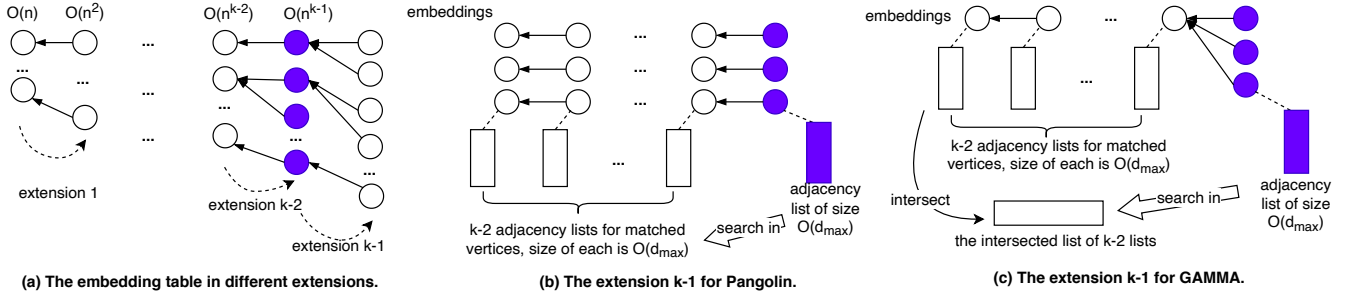 O(n) O(n²) O(nᵏ⁻²) O(nᵏ⁻¹)
... ... ...
... ... ... ...
... ...
...
extension 1
extension k-2
extension k-1
(a) The embedding table in different extensions.
embeddings
...
...
...
...
k-2 adjacency lists for matched
vertices, size of each is O(d_max)
search in
adjacency
list of size
O(d_max)
(b) The extension k-1 for Pangolin.
embeddings
...
...
k-2 adjacency lists for matched
vertices, size of each is O(d_max)
intersect
search in
the intersected list of k-2 lists
adjacency
list of size
O(d_max)
(c) The extension k-1 for GAMMA.